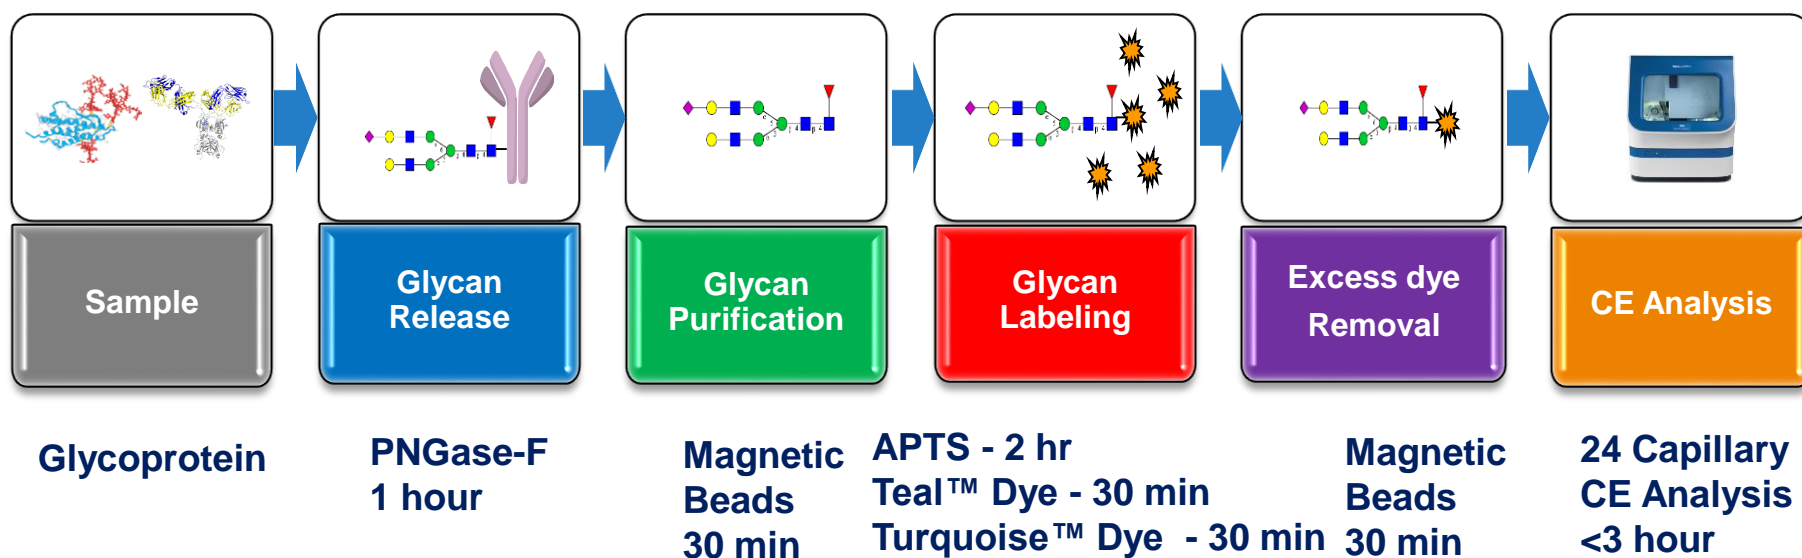 Sample
Glycan
Release
Glycan
Purification
Glycan
Labeling
Excess dye
Removal
CE Analysis
Glycoprotein
PNGase-F
1 hour
Magnetic
Beads
30 min
APTS - 2 hr
Teal™ Dye - 30 min
Turquoise™ Dye - 30 min
Magnetic
Beads
30 min
24 Capillary
CE Analysis
<3 hour